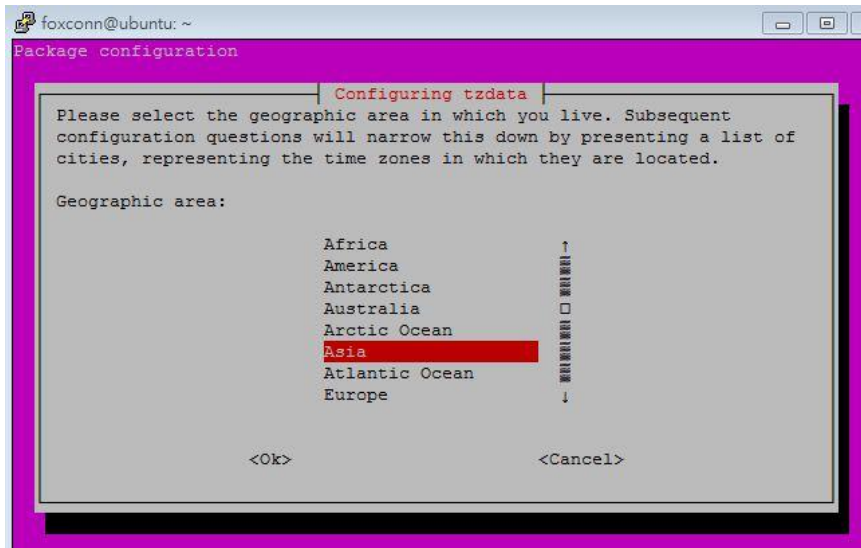 foxconn@ubuntu: ~
Package configuration
Configuring tzdata
Please select the geographic area in which you live. Subsequent
configuration questions will narrow this down by presenting a list of
cities, representing the time zones in which they are located.
Geographic area:
Africa
America
Antarctica
Australia
Arctic Ocean
Asia
Atlantic Ocean
Europe
<Ok> <Cancel>